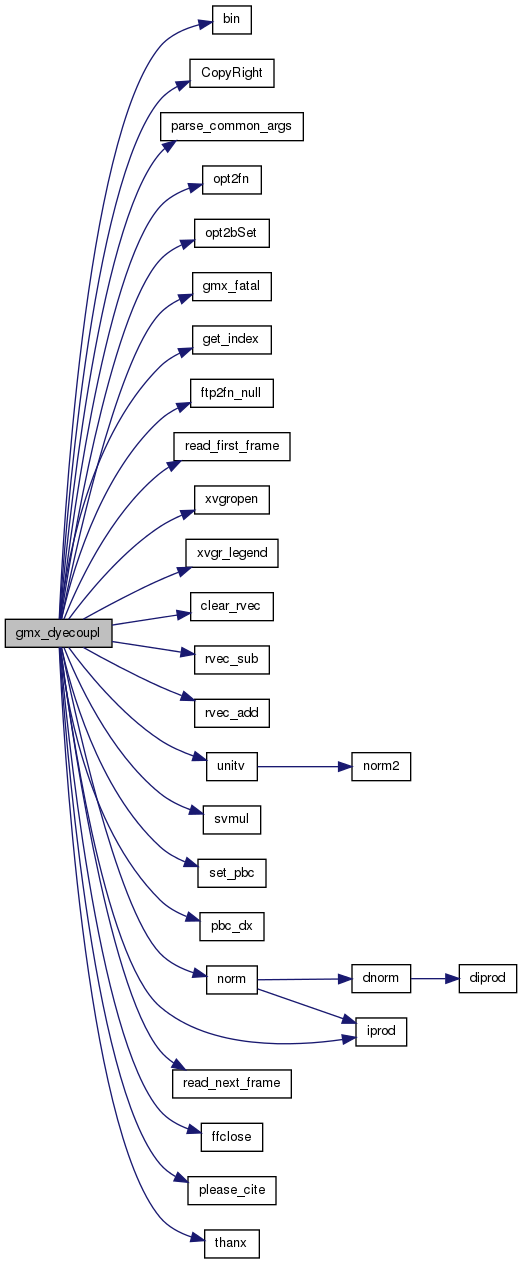 bin
CopyRight
parse_common_args
opt2fn
opt2bSet
gmx_fatal
get_index
ftp2fn_null
read_first_frame
xvgropen
xvgr_legend
clear_rvec
gmx_dyecoupl
rvec_sub
rvec_add
unitv
norm2
svmul
set_pbc
pbc_dx
norm
dnorm
diprod
iprod
read_next_frame
ffclose
please_cite
thanx